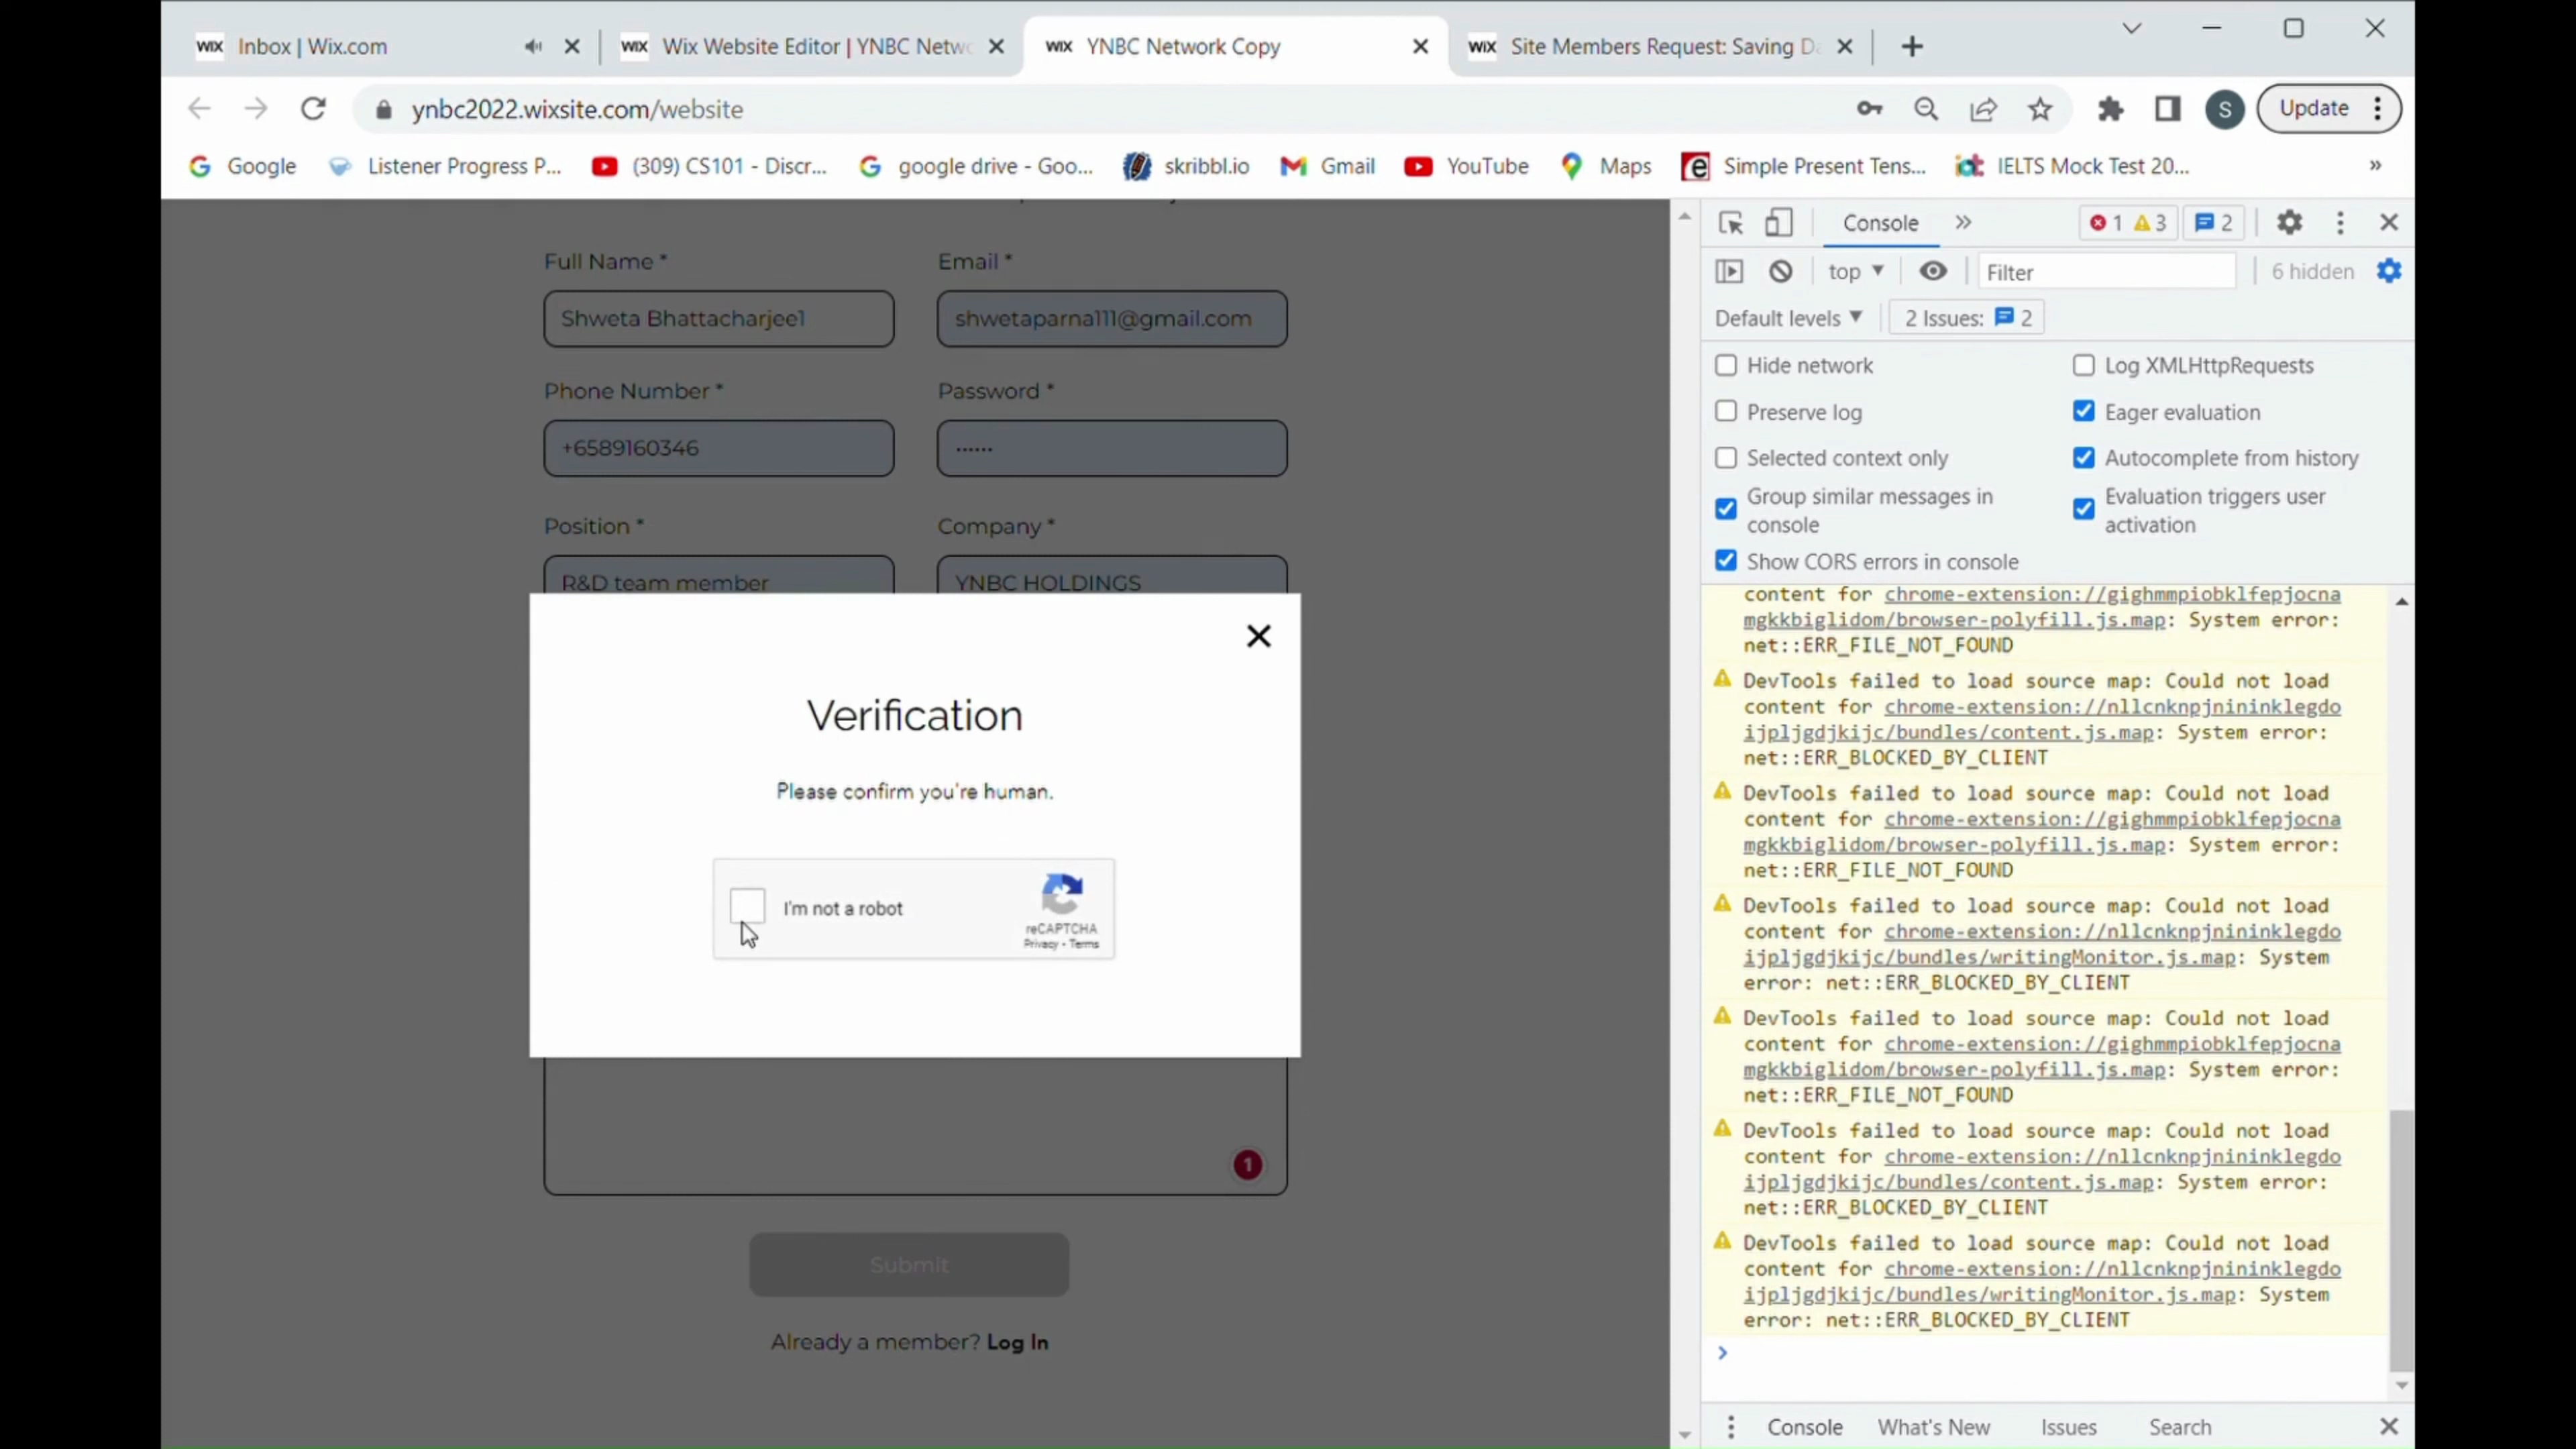 WIX Inbox | Wix.com
WIX Wix Website Editor | YNBC Netwo
WIX YNBC Network Copy
WIX Site Members Request: Saving Da
ynbc2022.wixsite.com/website
S
Update
Google
Listener Progress P...
(309) CS101 - Discr...
google drive - Goo...
skribbl.io
Gmail
YouTube
Maps
Simple Present Tens...
IELTS Mock Test 20...
»
Full Name *
Email *
Shweta Bhattacharjee1
shwetaparna111@gmail.com
Phone Number *
Password *
+6589160346
Position *
Company *
R&D team member
YNBC HOLDINGS
Verification
Please confirm you're human.
I'm not a robot
reCAPTCHA
Privacy - Terms
1
Submit
Already a member? Log In
Console
1
3
2
top
Filter
6 hidden
Default levels
2 Issues: 2
Hide network
Log XMLHttpRequests
Preserve log
Eager evaluation
Selected context only
Autocomplete from history
Group similar messages in
console
Evaluation triggers user
activation
Show CORS errors in console
content for chrome-extension://gighmmpiobklfepjocna
mgkkbiglidom/browser-polyfill.js.map: System error:
net::ERR_FILE_NOT_FOUND
DevTools failed to load source map: Could not load
content for chrome-extension://nllcnknpjnininklegdo
ijpljgdjkijc/bundles/content.js.map: System error:
net::ERR_BLOCKED_BY_CLIENT
DevTools failed to load source map: Could not load
content for chrome-extension://gighmmpiobklfepjocna
mgkkbiglidom/browser-polyfill.js.map: System error:
net::ERR_FILE_NOT_FOUND
DevTools failed to load source map: Could not load
content for chrome-extension://nllcnknpjnininklegdo
ijpljgdjkijc/bundles/writingMonitor.js.map: System
error: net::ERR_BLOCKED_BY_CLIENT
DevTools failed to load source map: Could not load
content for chrome-extension://gighmmpiobklfepjocna
mgkkbiglidom/browser-polyfill.js.map: System error:
net::ERR_FILE_NOT_FOUND
DevTools failed to load source map: Could not load
content for chrome-extension://nllcnknpjnininklegdo
ijpljgdjkijc/bundles/content.js.map: System error:
net::ERR_BLOCKED_BY_CLIENT
DevTools failed to load source map: Could not load
content for chrome-extension://nllcnknpjnininklegdo
ijpljgdjkijc/bundles/writingMonitor.js.map: System
error: net::ERR_BLOCKED_BY_CLIENT
Console
What's New
Issues
Search